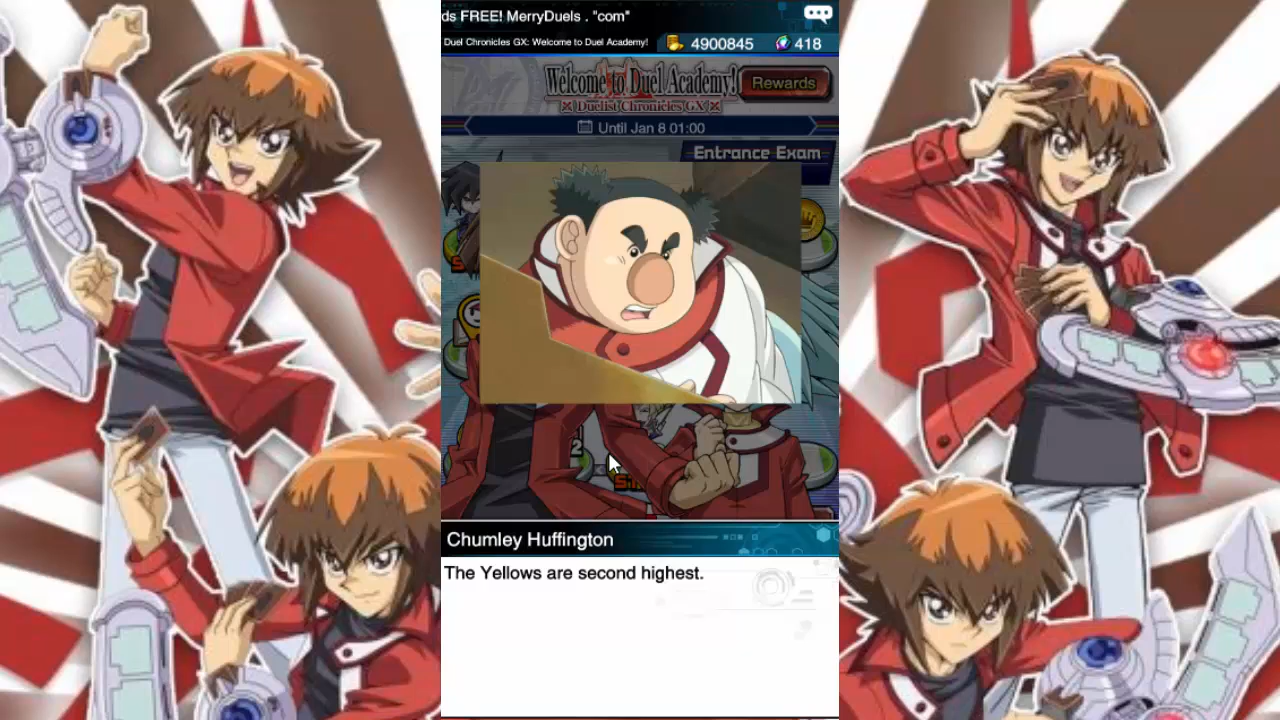 ds FREE! MerryDuels . "com"
Duel Chronicles GX: Welcome to Duel Academy!
4900845
418
Welcome to Duel Academy!
Duelist Chronicles GX
Rewards
Until Jan 8 01:00
Entrance Exam
Chumley Huffington
The Yellows are second highest.